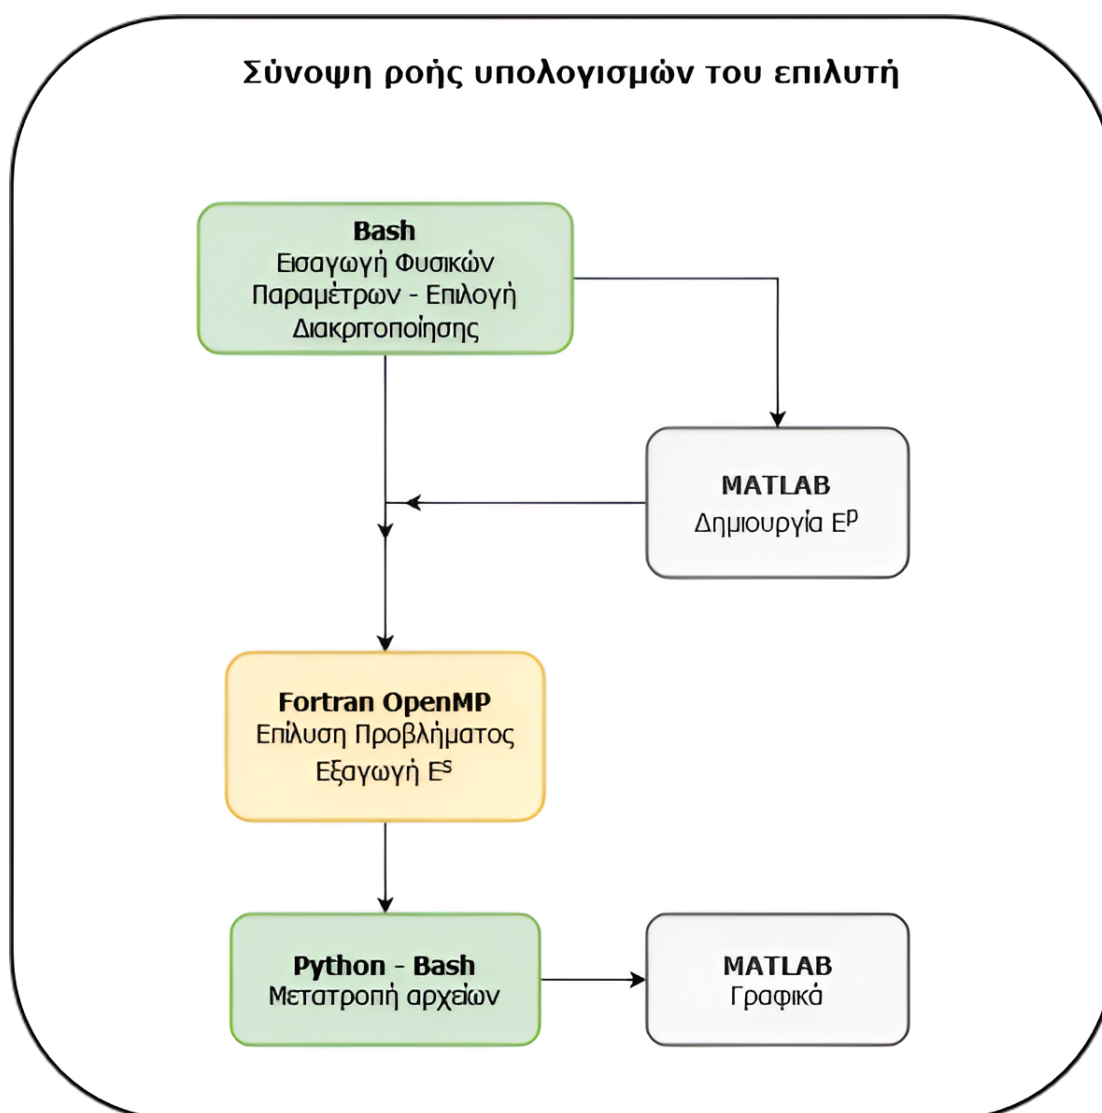 Σύνοψη ροής υπολογισμών του επιλυτή
Bash
Εισαγωγή Φυσικών
Παραμέτρων - Επιλογή
Διακριτοποίησης
MATLAB
Δημιουργία Eᵖ
Fortran OpenMP
Επίλυση Προβλήματος
Εξαγωγή Eˢ
Python - Bash
Μετατροπή αρχείων
MATLAB
Γραφικά